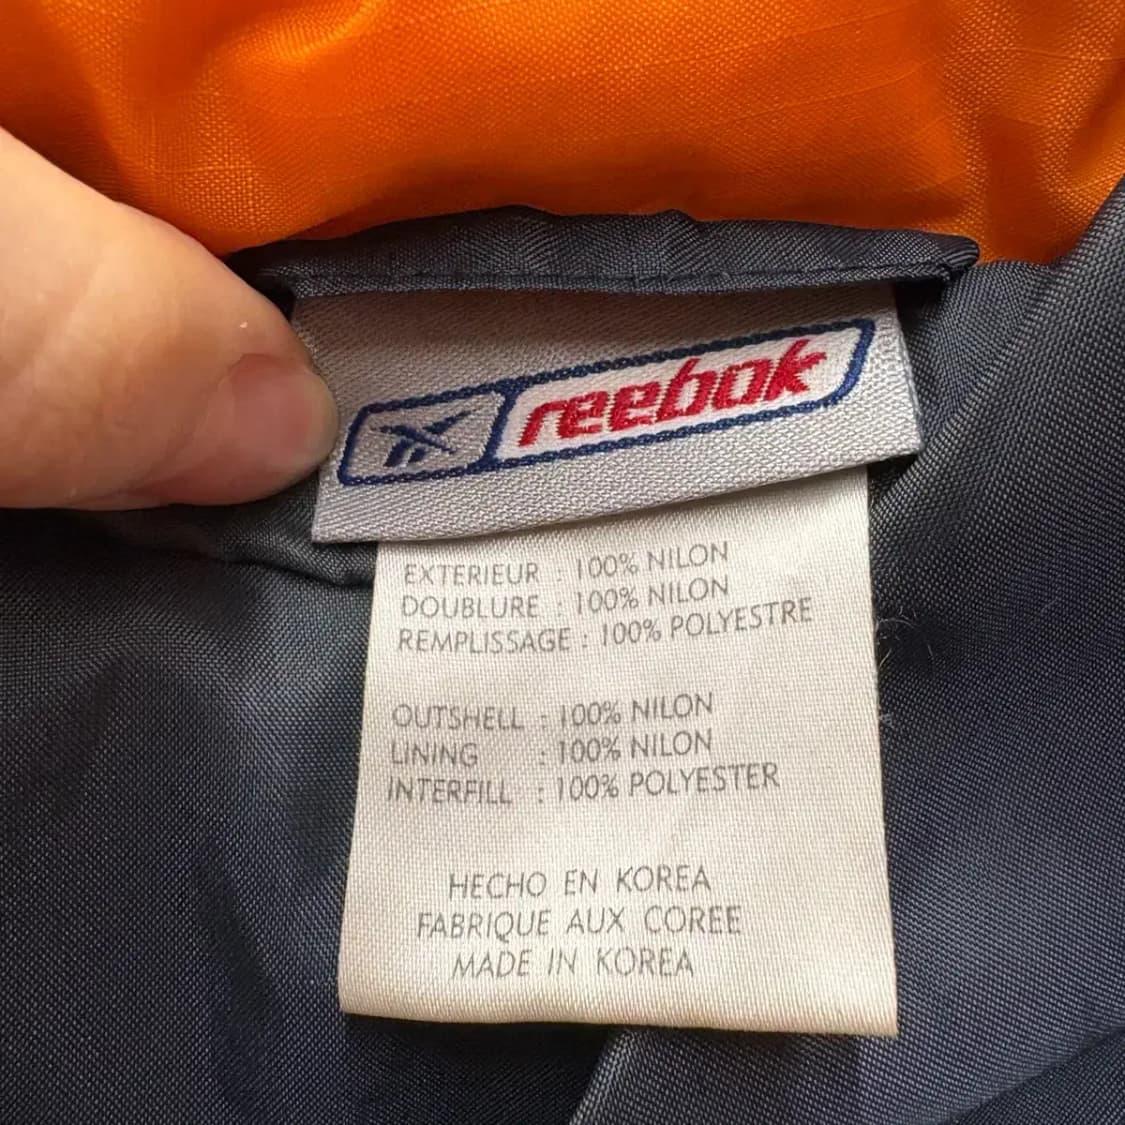 reebok
EXTERIEUR : 100% NILON
DOUBLURE : 100% NILON
REMPLISSAGE : 100% POLYESTRE
OUTSHELL : 100% NILON
LINING : 100% NILON
INTERFILL : 100% POLYESTER
HECHO EN KOREA
FABRIQUE AUX COREE
MADE IN KOREA